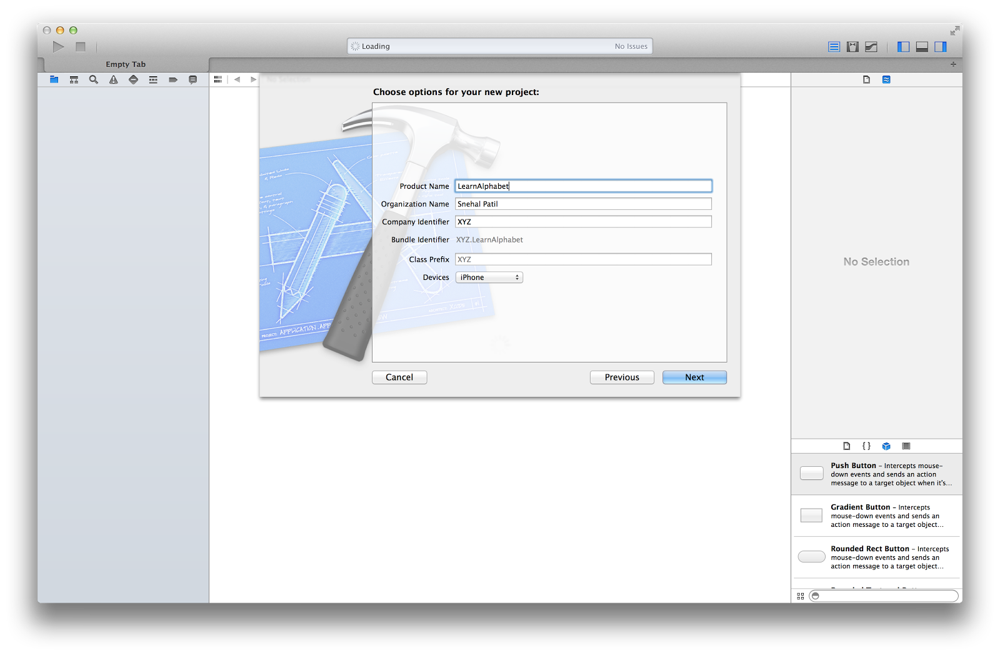 Loading
No Issues
Empty Tab
No Selection
Choose options for your new project:
Product Name LearnAlphabet
Organization Name Snehal Patil
Company Identifier XYZ
Bundle Identifier XYZ.LearnAlphabet
Class Prefix XYZ
Devices iPhone
PROJECT: APPLICATION.APP
Cancel
Previous
Next
No Selection
{ }
Push Button – Intercepts mouse-
down events and sends an action
message to a target object when it's...
Gradient Button – Intercepts
mouse-down events and sends an
action message to a target object...
Rounded Rect Button – Intercepts
mouse-down events and sends an
action message to a target object...